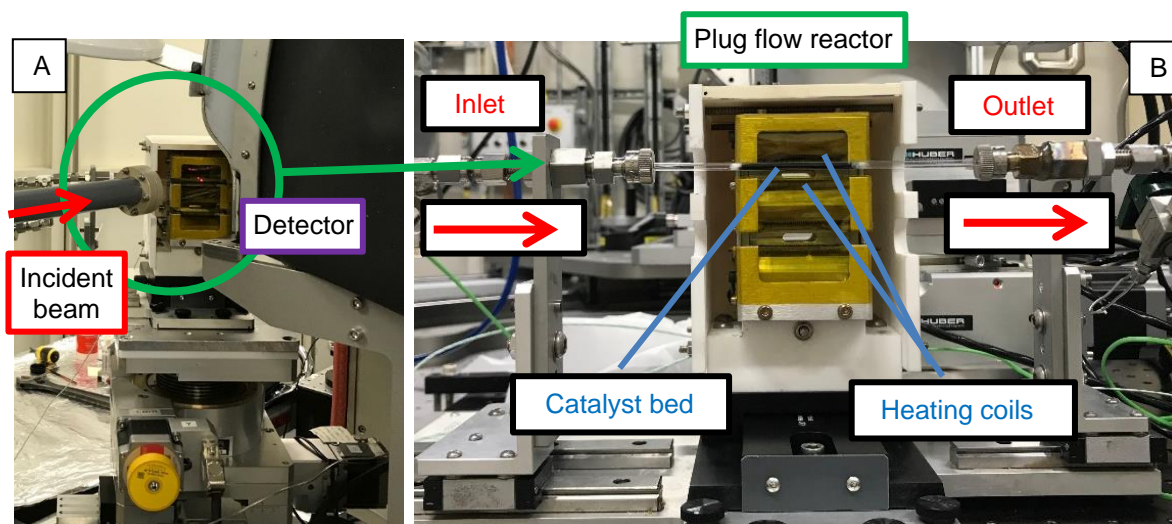 A
Incident
beam
Detector
Plug flow reactor
B
Inlet
Outlet
HUBER
Catalyst bed
Heating coils
HUBER